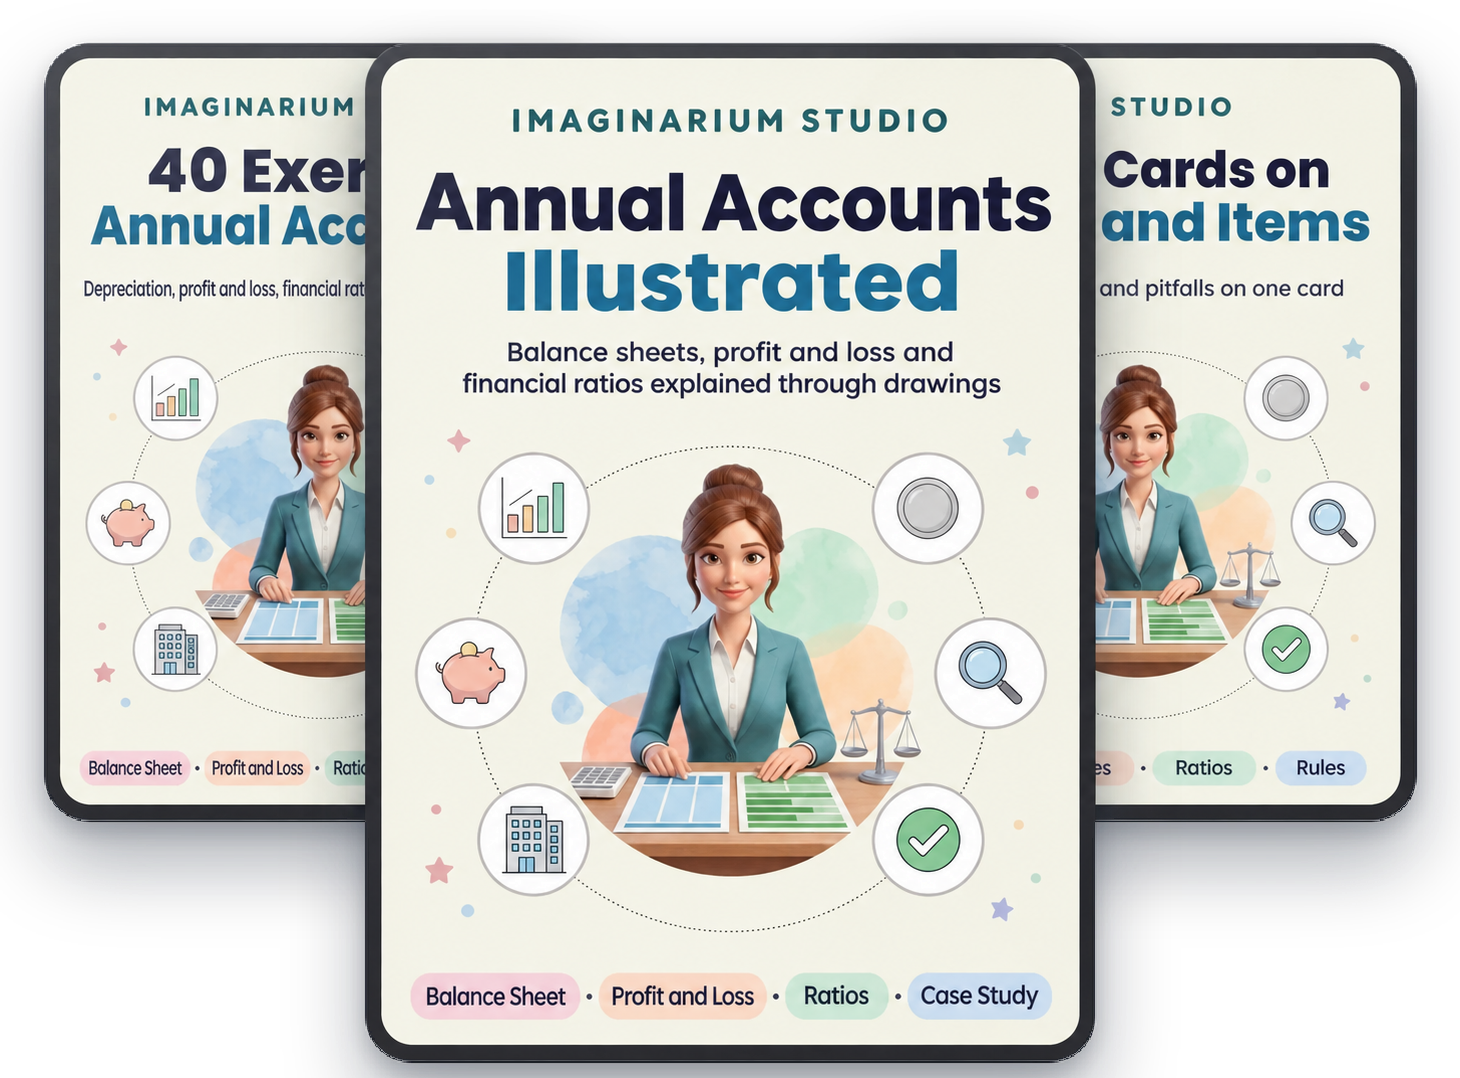 IMAGINARIUM
40 Exer
Annual Acc
Depreciation, profit and loss, financial rat
Balance Sheet • Profit and Loss • Ratio
IMAGINARIUM STUDIO
Annual Accounts
Illustrated
Balance sheets, profit and loss and
financial ratios explained through drawings
Balance Sheet • Profit and Loss • Ratios • Case Study
STUDIO
Cards on
and Items
and pitfalls on one card
es • Ratios • Rules